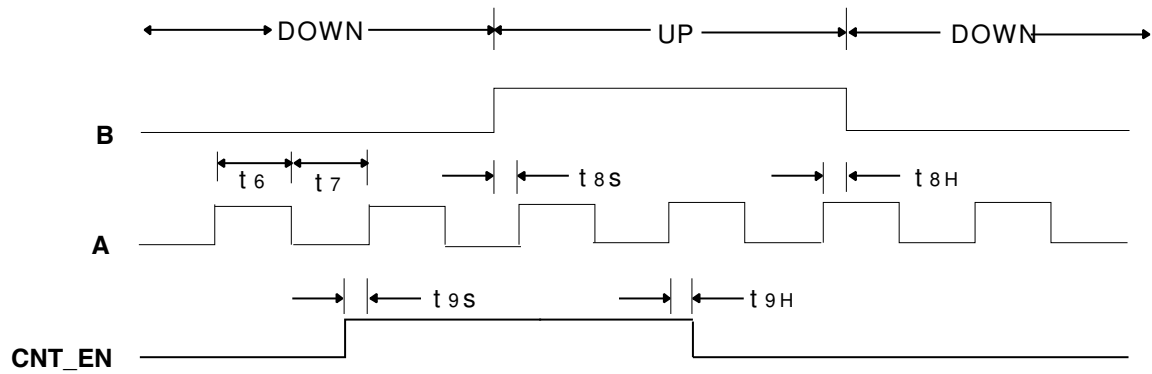 DOWN UP DOWN
B
t6 t7 t8S t8H
A
t9S t9H
CNT_EN